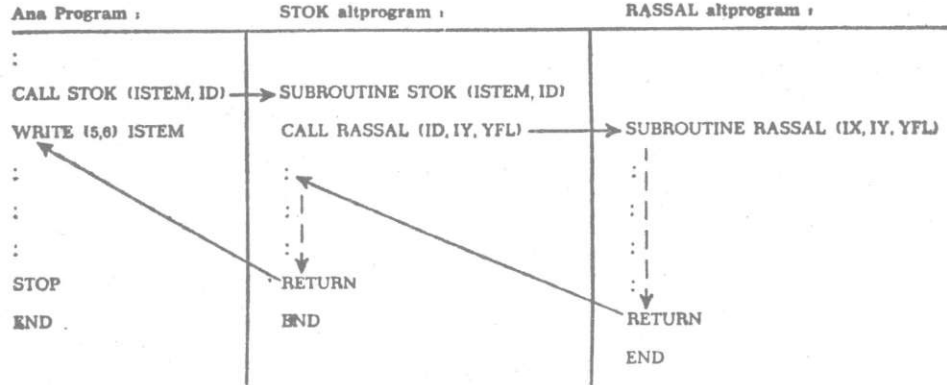 Ana Program :
STOK altprogram :
RASSAL altprogram :
:
CALL STOK (ISTEM, ID)
SUBROUTINE STOK (ISTEM, ID)
WRITE (5,6) ISTEM
CALL RASSAL (ID, IY, YFL)
SUBROUTINE RASSAL (IX, IY, YFL)
:
:
:
:
:
:
:
:
:
STOP
RETURN
:
END
END
RETURN
END